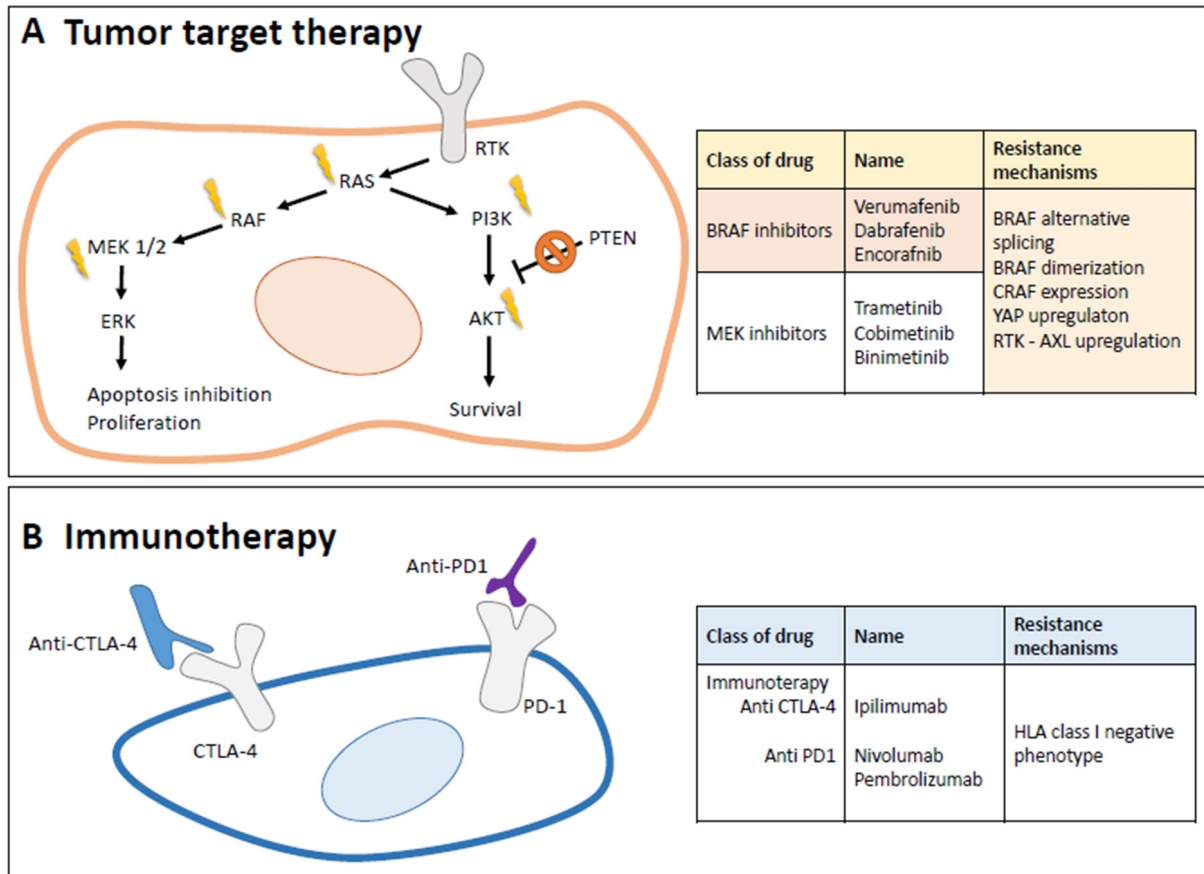 A Tumor target therapy
RTK
RAS
RAF
PI3K
MEK 1/2
PTEN
ERK
AKT
Apoptosis inhibition
Proliferation
Survival
Class of drug
Name
Resistance
mechanisms
BRAF inhibitors
Verumafenib
Dabrafenib
Encorafnib
MEK inhibitors
Trametinib
Cobimetinib
Binimetinib
BRAF alternative
splicing
BRAF dimerization
CRAF expression
YAP upregulaton
RTK - AXL upregulation
B Immunotherapy
Anti-PD1
Anti-CTLA-4
PD-1
CTLA-4
Class of drug
Name
Resistance
mechanisms
Immunoterapy
Anti CTLA-4
Ipilimumab
Anti PD1
Nivolumab
Pembrolizumab
HLA class I negative
phenotype